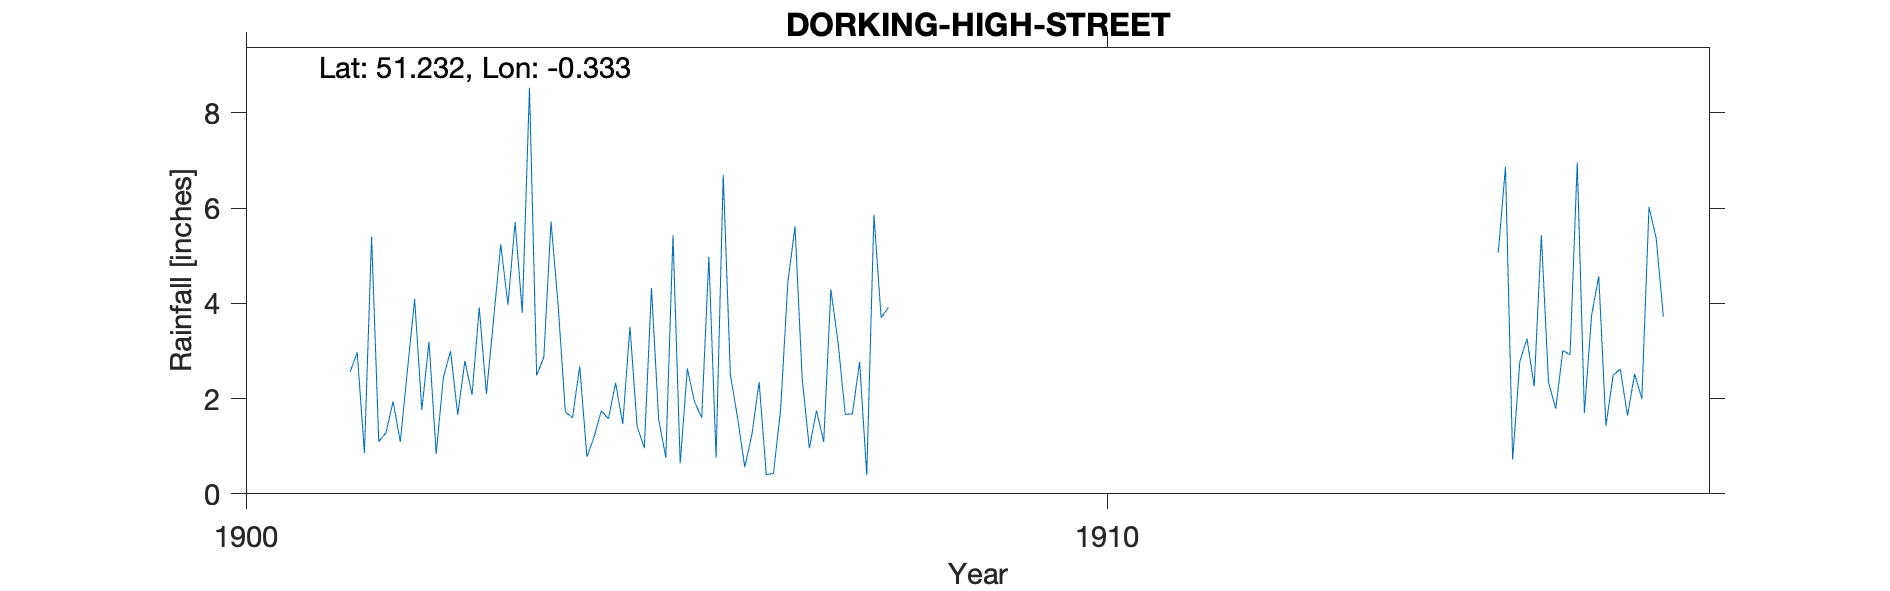 DORKING-HIGH-STREET
Lat: 51.232, Lon: -0.333
8
6
4
2
0
Rainfall [inches]
1900
1910
Year